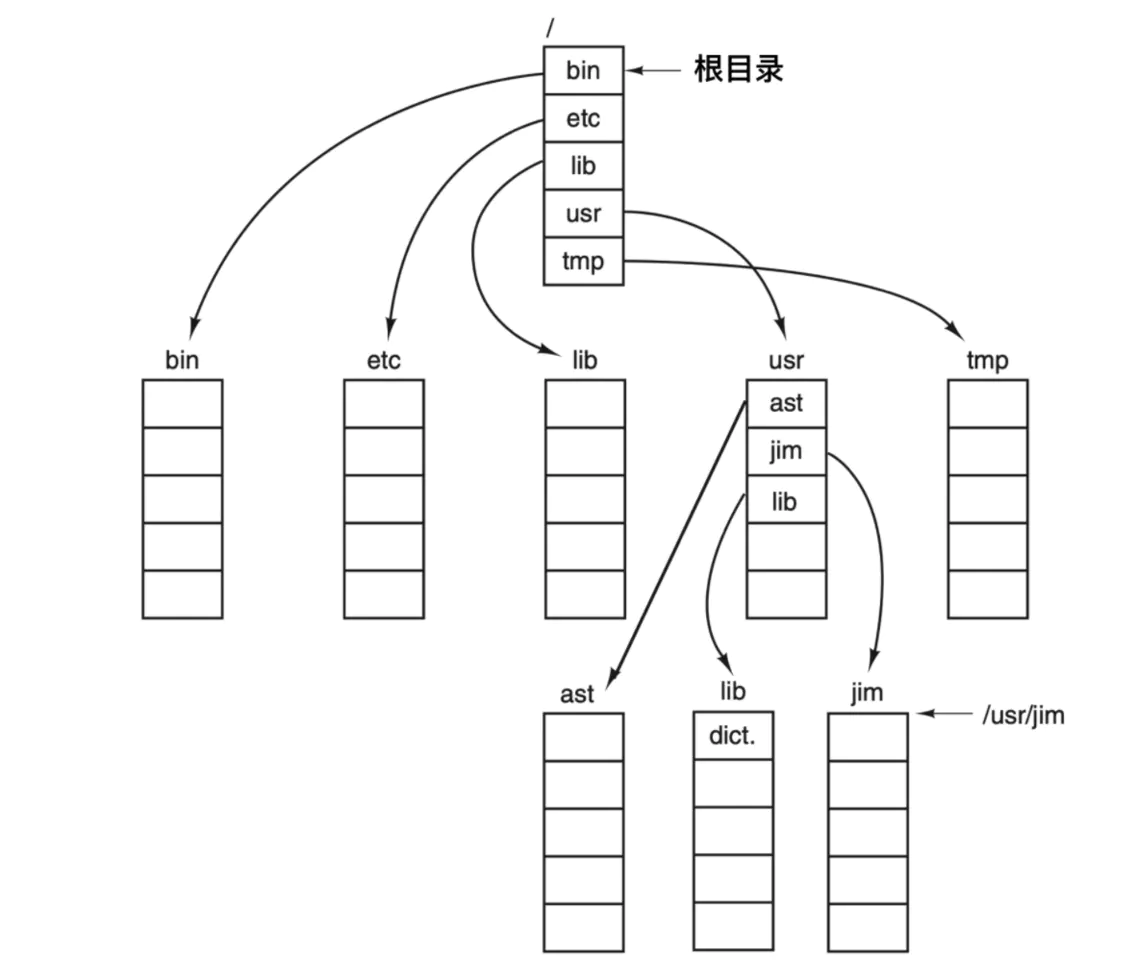 /
bin
根目录
etc
lib
usr
tmp
bin
etc
lib
usr
tmp
ast
jim
lib
ast
lib
jim
/usr/jim
dict.